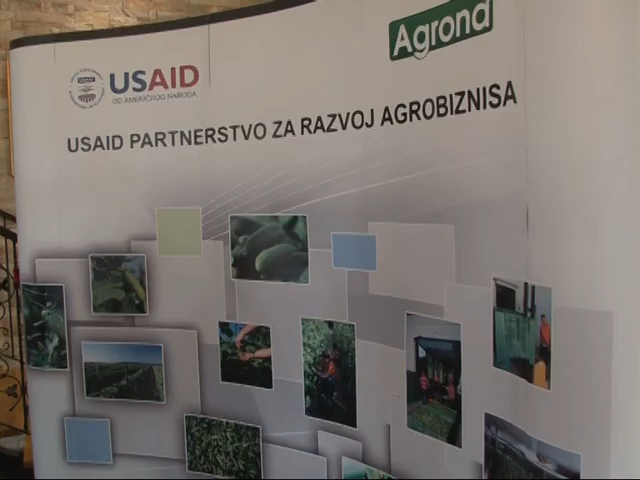 USAID
OD AMERIČKOG NARODA
Agrond
USAID PARTNERSTVO ZA RAZVOJ AGROBIZNISA